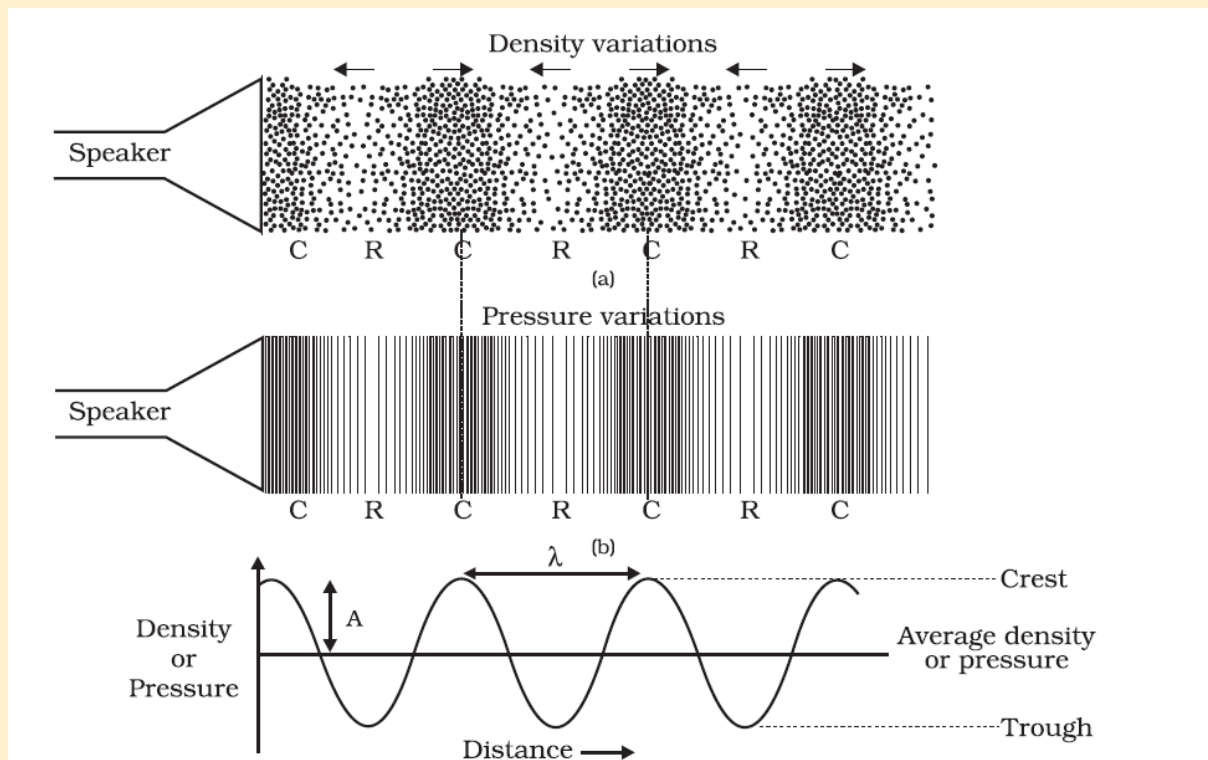 Density variations
Speaker
C R C R C R C
(a)
Pressure variations
Speaker
C R C R C R C
(b)
λ
Crest
A
Density
or
Pressure
Average density
or pressure
Trough
Distance